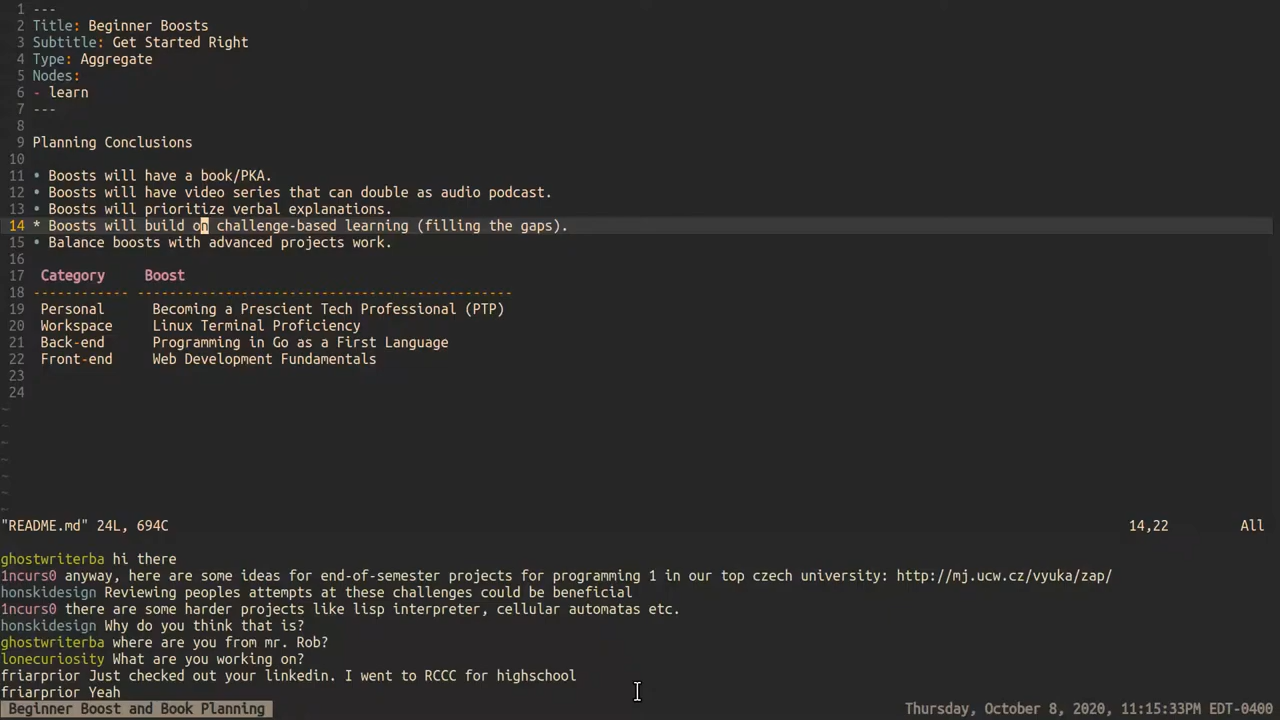 1 ---
2 Title: Beginner Boosts
3 Subtitle: Get Started Right
4 Type: Aggregate
5 Nodes:
6 - learn
7 ---
8
9 Planning Conclusions
10
11 • Boosts will have a book/PKA.
12 • Boosts will have video series that can double as audio podcast.
13 • Boosts will prioritize verbal explanations.
14 * Boosts will build on challenge-based learning (filling the gaps).
15 • Balance boosts with advanced projects work.
16
17 Category Boost
18 ------------ -----------------------------------------------
19 Personal Becoming a Prescient Tech Professional (PTP)
20 Workspace Linux Terminal Proficiency
21 Back-end Programming in Go as a First Language
22 Front-end Web Development Fundamentals
23
24
~
~
~
~
~
~
~
"README.md" 24L, 694C 14,22 All
ghostwriterba hi there
1ncurs0 anyway, here are some ideas for end-of-semester projects for programming 1 in our top czech university: http://mj.ucw.cz/vyuka/zap/
honskidesign Reviewing peoples attempts at these challenges could be beneficial
1ncurs0 there are some harder projects like lisp interpreter, cellular automatas etc.
honskidesign Why do you think that is?
ghostwriterba where are you from mr. Rob?
lonecuriosity What are you working on?
friarprior Just checked out your linkedin. I went to RCCC for highschool
friarprior Yeah
Beginner Boost and Book Planning Thursday, October 8, 2020, 11:15:33PM EDT-0400